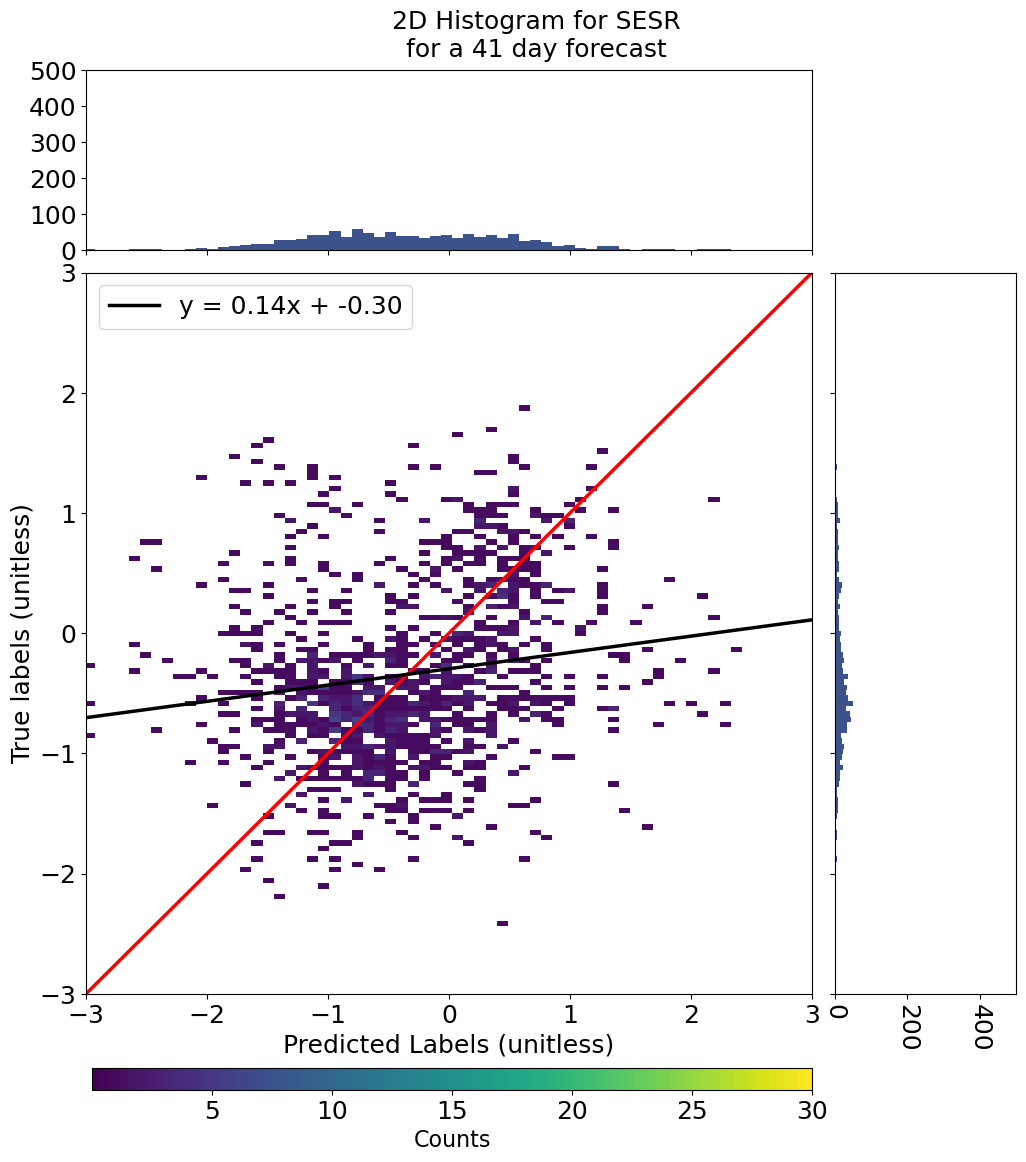 2D Histogram for SESR
for a 41 day forecast
500
400
300
200
100
0
3
2
1
0
−1
−2
−3
True labels (unitless)
y = 0.14x + -0.30
−3 −2 −1 0 1 2 3
Predicted Labels (unitless)
0 200 400
5 10 15 20 25 30
Counts